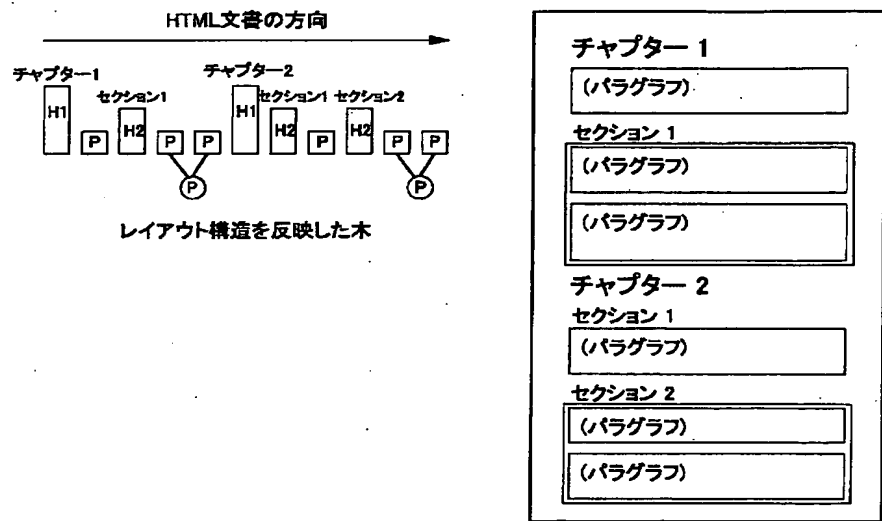 HTML文書の方向
チャプター1
チャプター2
セクション1
セクション1 セクション2
H1
P
H2
P
P
H1
H2
P
H2
P
P
P
P
レイアウト構造を反映した木
チャプター 1
(パラグラフ)
セクション 1
(パラグラフ)
(パラグラフ)
チャプター 2
セクション 1
(パラグラフ)
セクション 2
(パラグラフ)
(パラグラフ)